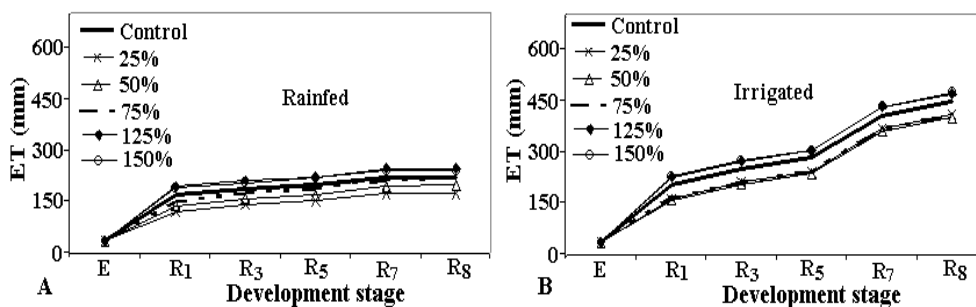 ET (mm)
600
450
300
150
0
Control
25%
50%
75%
125%
150%
Rainfed
E R1 R3 R5 R7 R8
A Development stage
ET (mm)
600
450
300
150
0
Control
25%
50%
75%
125%
150%
Irrigated
E R1 R3 R5 R7 R8
B Development stage